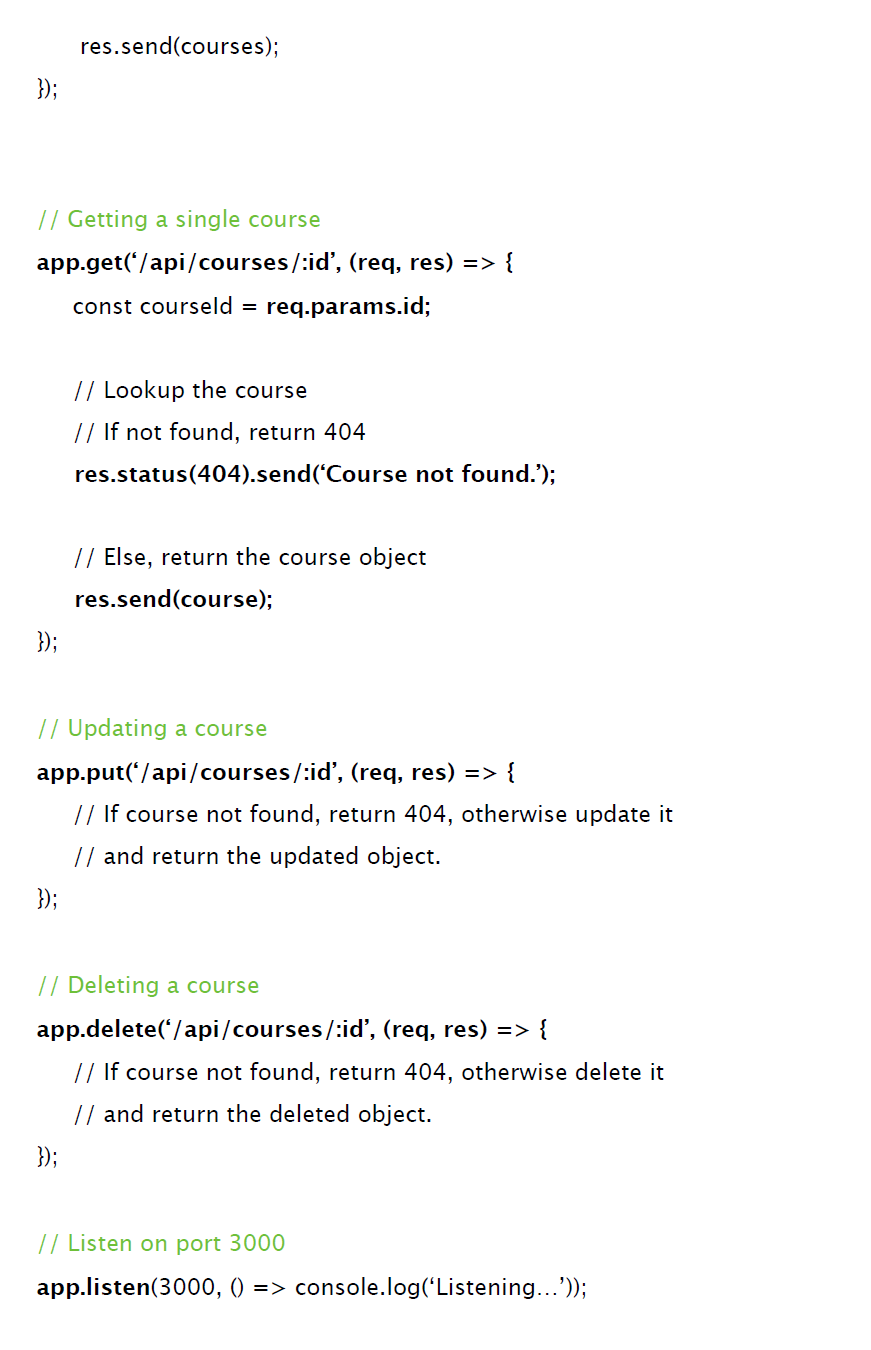 res.send(courses);
});
// Getting a single course
app.get(‘/api/courses/:id’, (req, res) => {
const courseId = req.params.id;
// Lookup the course
// If not found, return 404
res.status(404).send(‘Course not found.’);
// Else, return the course object
res.send(course);
});
// Updating a course
app.put(‘/api/courses/:id’, (req, res) => {
// If course not found, return 404, otherwise update it
// and return the updated object.
});
// Deleting a course
app.delete(‘/api/courses/:id’, (req, res) => {
// If course not found, return 404, otherwise delete it
// and return the deleted object.
});
// Listen on port 3000
app.listen(3000, () => console.log(‘Listening…’));